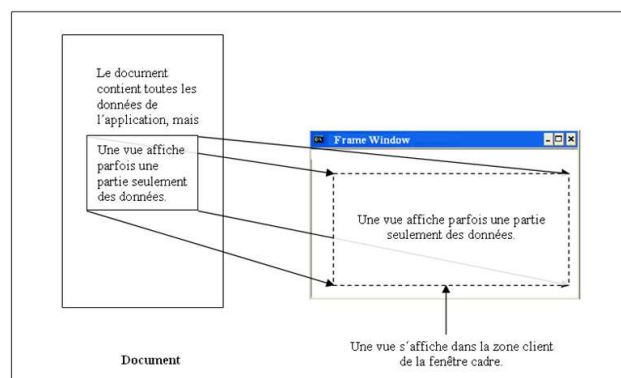 Le document
contient toutes les
données de
l´application, mais
Une vue affiche
parfois une
partie seulement
des données.
Document
Frame Window
Une vue affiche parfois une partie
seulement des données.
Une vue s´affiche dans la zone client
de la fenêtre cadre.